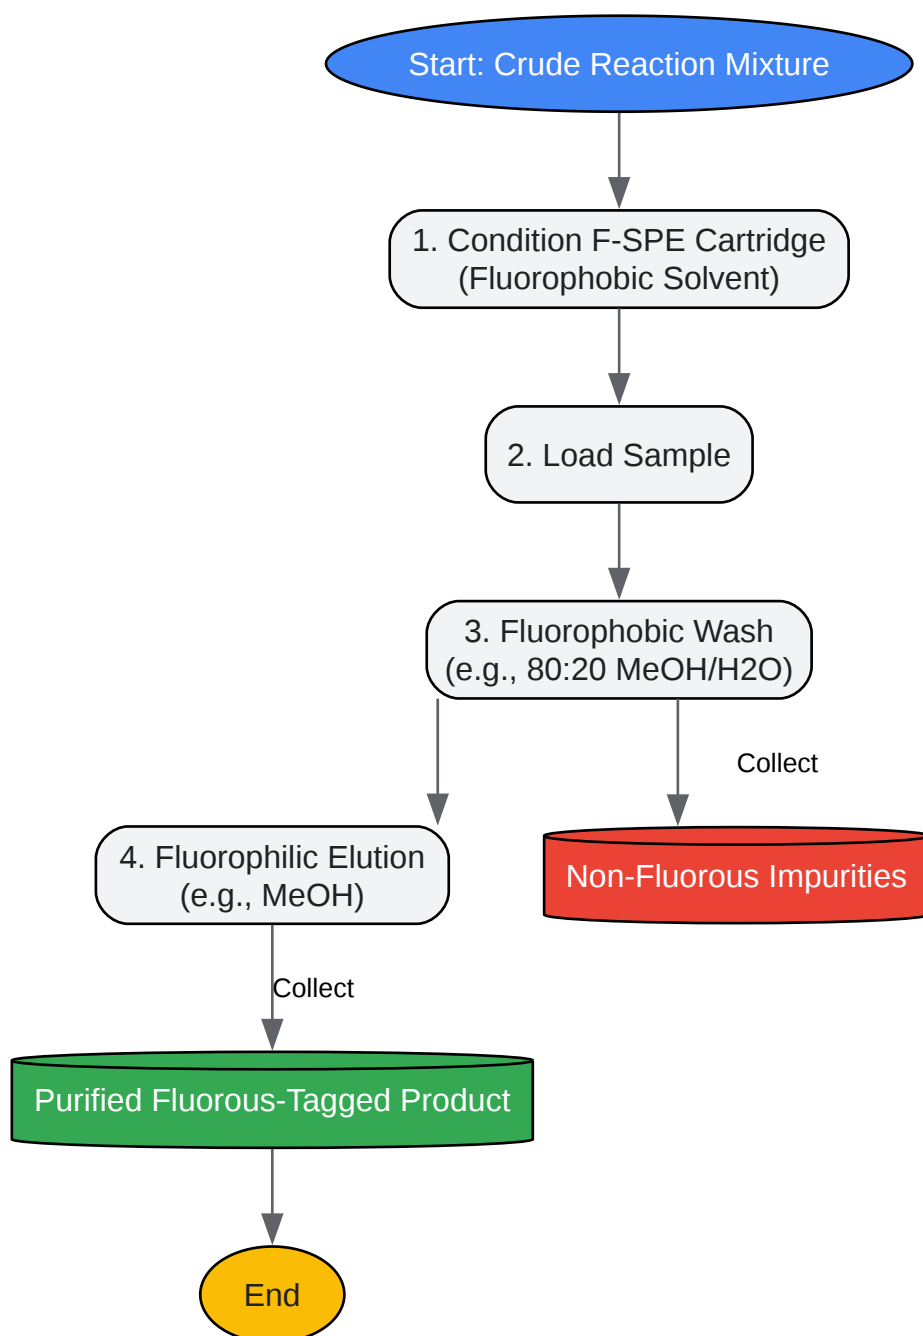 Start: Crude Reaction Mixture
1. Condition F-SPE Cartridge
(Fluorophobic Solvent)
2. Load Sample
3. Fluorophobic Wash
(e.g., 80:20 MeOH/H2O)
Collect
4. Fluorophilic Elution
(e.g., MeOH)
Non-Fluorous Impurities
Collect
Purified Fluorous-Tagged Product
End